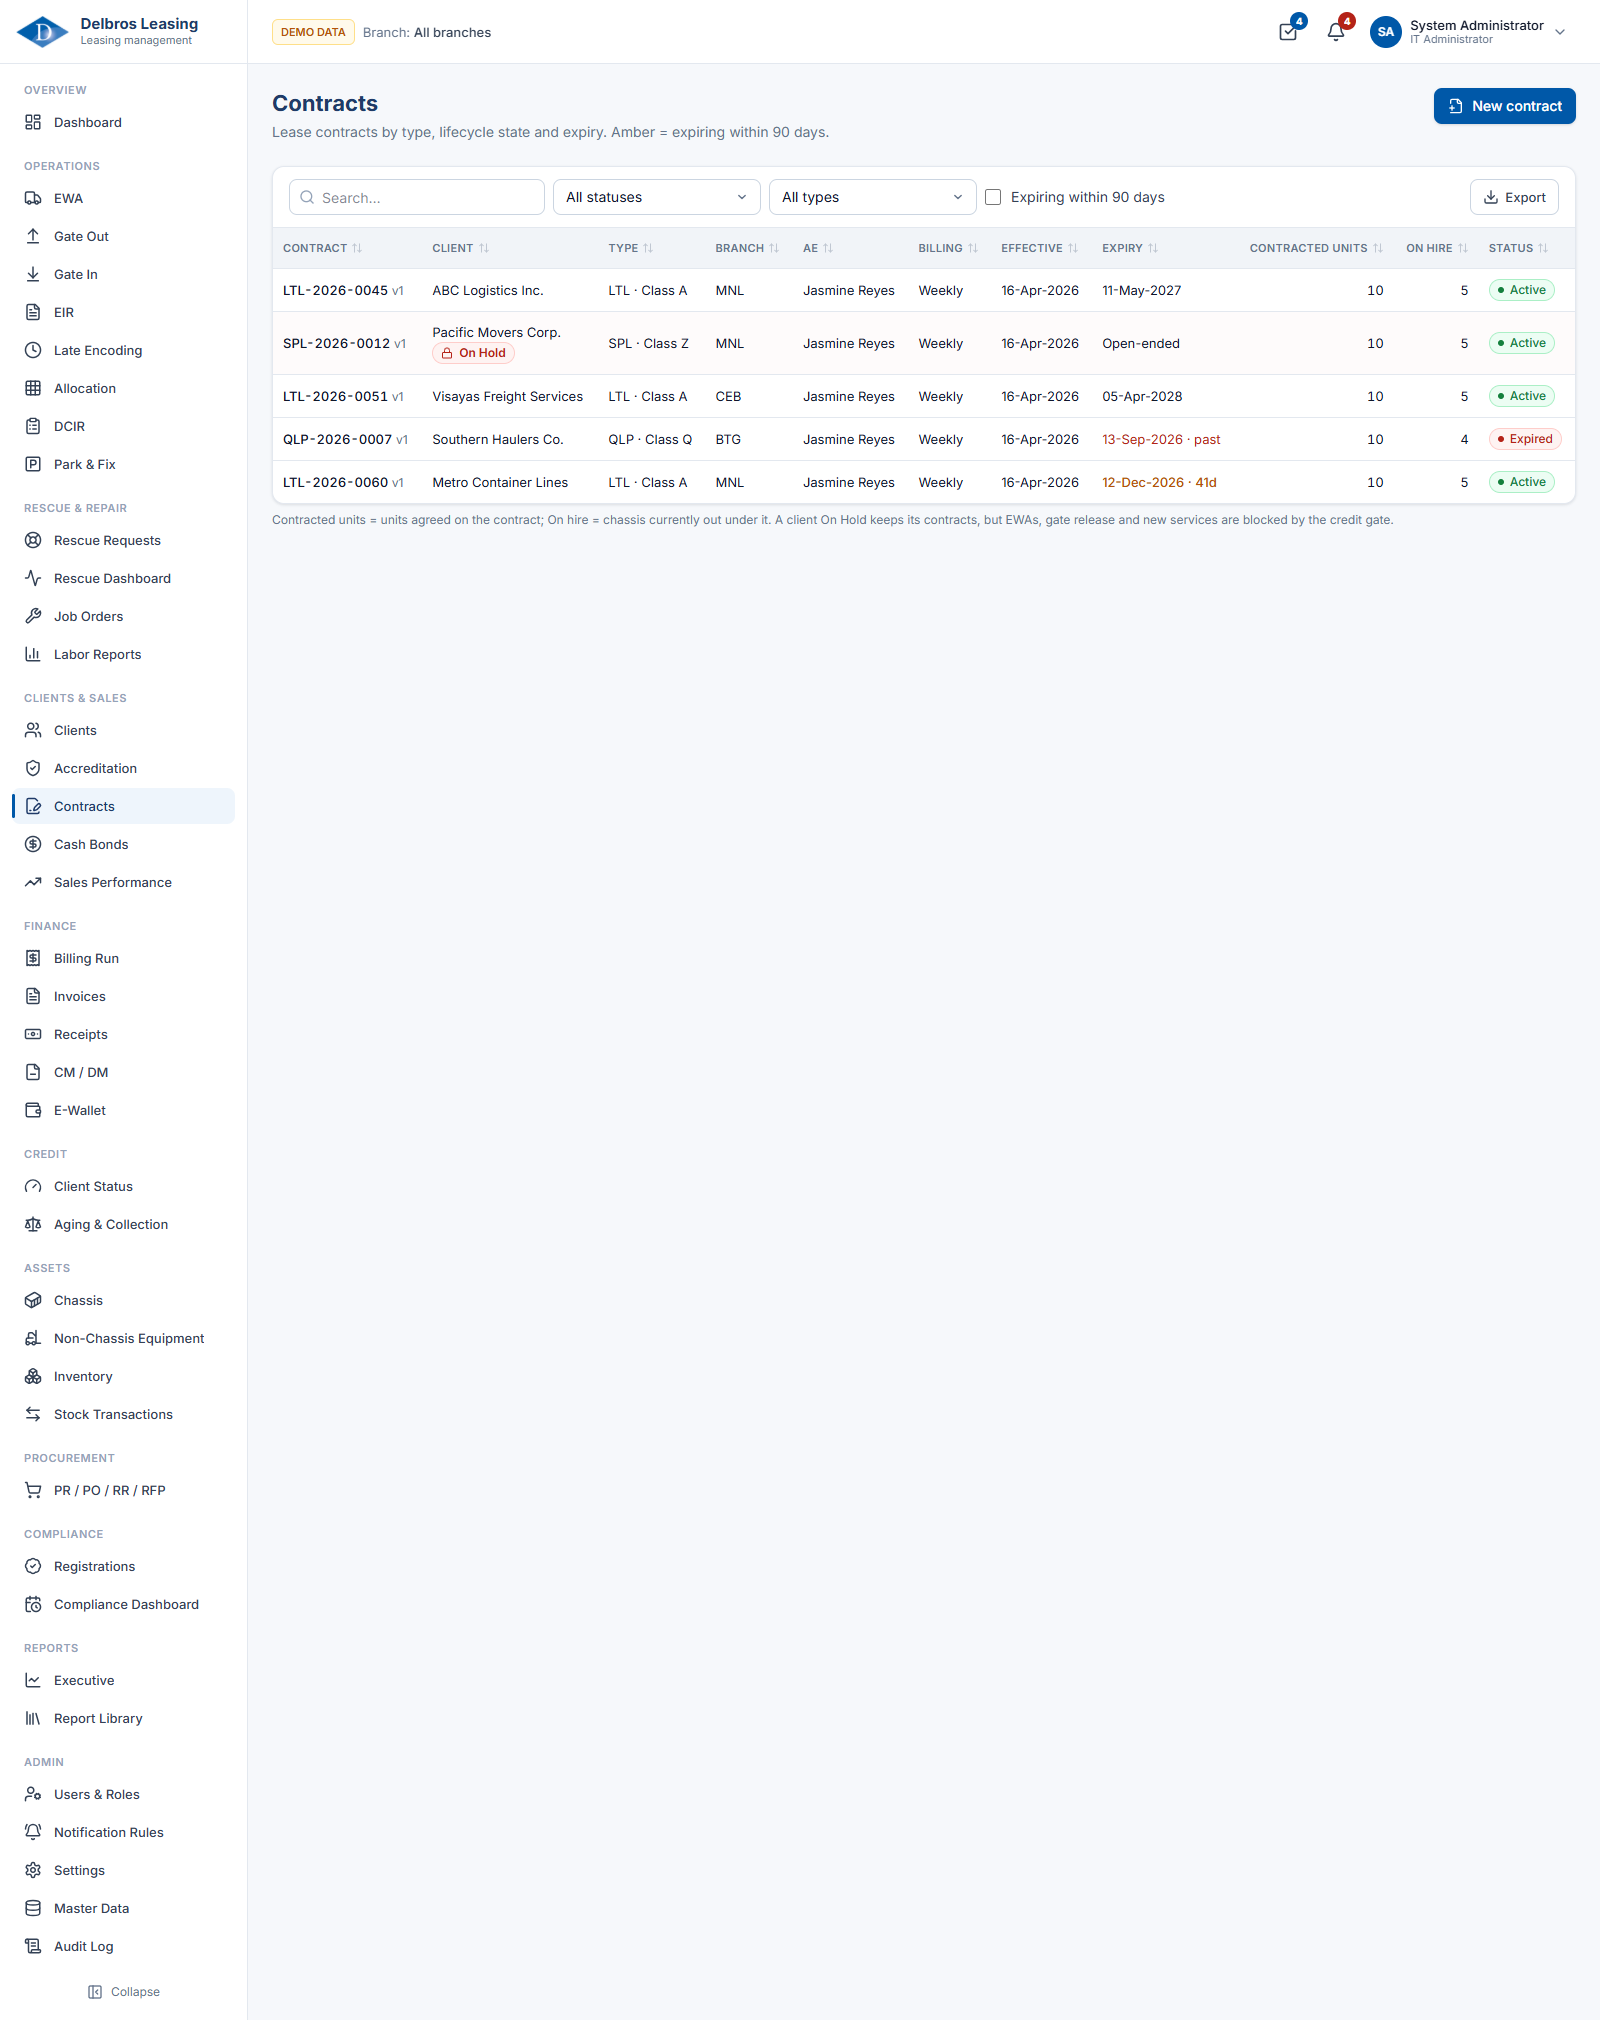 Delbros Leasing
Leasing management
DEMO DATA Branch: All branches
4 4 SA System Administrator
IT Administrator
OVERVIEW
Dashboard
OPERATIONS
EWA
Gate Out
Gate In
EIR
Late Encoding
Allocation
DCIR
Park & Fix
RESCUE & REPAIR
Rescue Requests
Rescue Dashboard
Job Orders
Labor Reports
CLIENTS & SALES
Clients
Accreditation
Contracts
Cash Bonds
Sales Performance
FINANCE
Billing Run
Invoices
Receipts
CM / DM
E-Wallet
CREDIT
Client Status
Aging & Collection
ASSETS
Chassis
Non-Chassis Equipment
Inventory
Stock Transactions
PROCUREMENT
PR / PO / RR / RFP
COMPLIANCE
Registrations
Compliance Dashboard
REPORTS
Executive
Report Library
ADMIN
Users & Roles
Notification Rules
Settings
Master Data
Audit Log
Collapse
Contracts
New contract
Lease contracts by type, lifecycle state and expiry. Amber = expiring within 90 days.
Search... All statuses All types Expiring within 90 days Export
CONTRACT CLIENT TYPE BRANCH AE BILLING EFFECTIVE EXPIRY CONTRACTED UNITS ON HIRE STATUS
LTL-2026-0045 v1 ABC Logistics Inc. LTL · Class A MNL Jasmine Reyes Weekly 16-Apr-2026 11-May-2027 10 5 Active
SPL-2026-0012 v1 Pacific Movers Corp. On Hold SPL · Class Z MNL Jasmine Reyes Weekly 16-Apr-2026 Open-ended 10 5 Active
LTL-2026-0051 v1 Visayas Freight Services LTL · Class A CEB Jasmine Reyes Weekly 16-Apr-2026 05-Apr-2028 10 5 Active
QLP-2026-0007 v1 Southern Haulers Co. QLP · Class Q BTG Jasmine Reyes Weekly 16-Apr-2026 13-Sep-2026 · past 10 4 Expired
LTL-2026-0060 v1 Metro Container Lines LTL · Class A MNL Jasmine Reyes Weekly 16-Apr-2026 12-Dec-2026 · 41d 10 5 Active
Contracted units = units agreed on the contract; On hire = chassis currently out under it. A client On Hold keeps its contracts, but EWAs, gate release and new services are blocked by the credit gate.